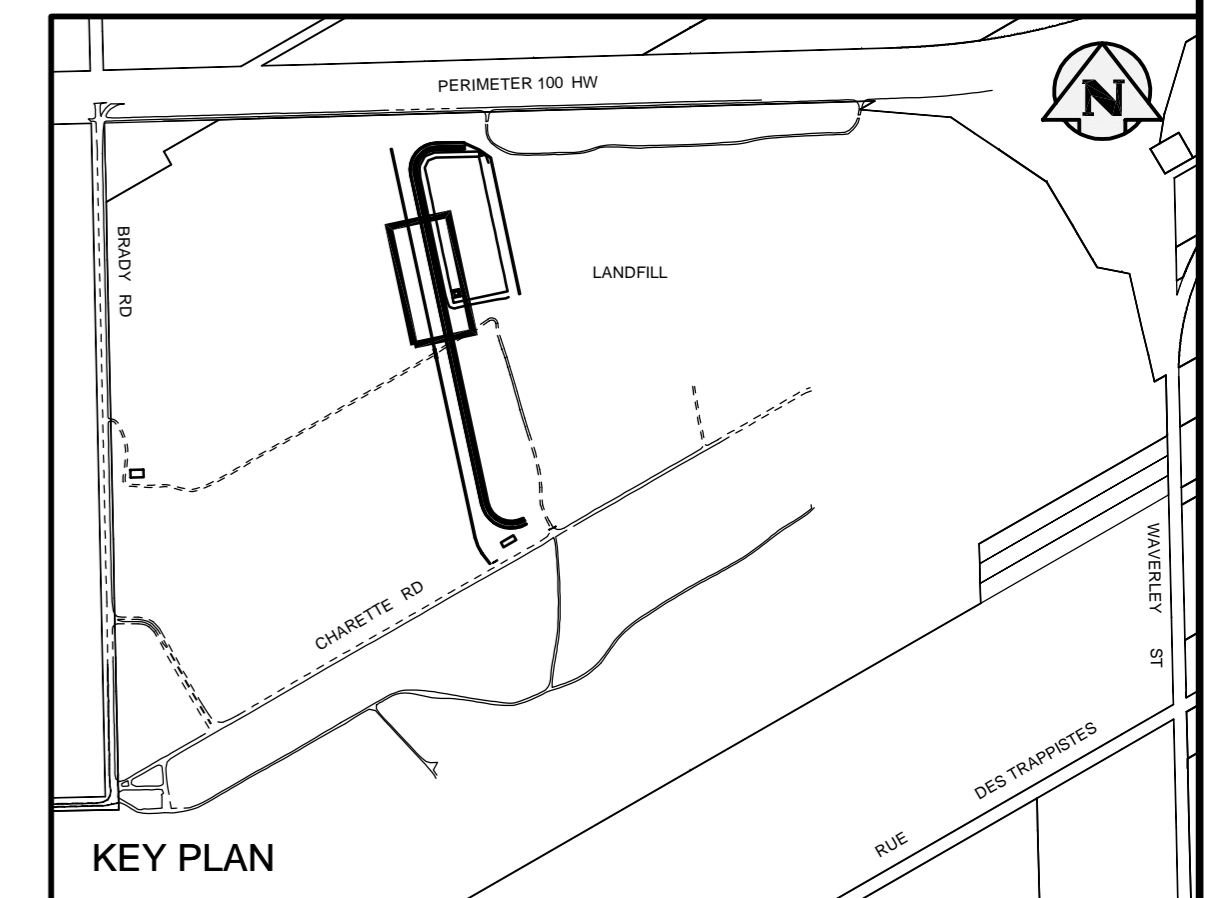 PERIMETER 100 HW
N
BRADY RD
LANDFILL
CHARETTE RD
WAVERLEY ST
RUE DES TRAPPISTES
KEY PLAN